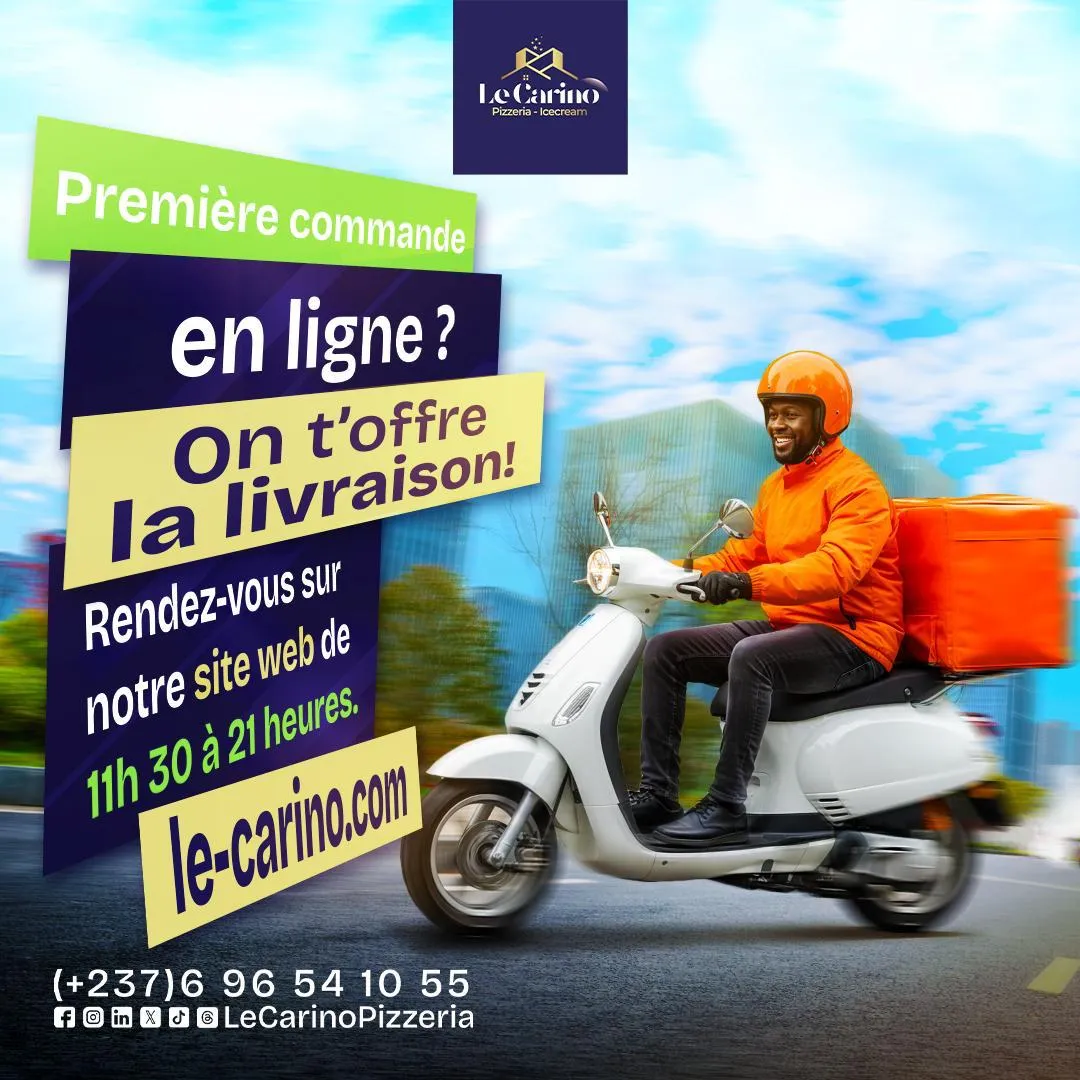 Le Carino
Pizzeria - Icecream
Première commande
en ligne ?
On t'offre
la livraison!
Rendez-vous sur
notre site web de
11h 30 à 21 heures.
le-carino.com
(+237)6 96 54 10 55
LeCarinoPizzeria